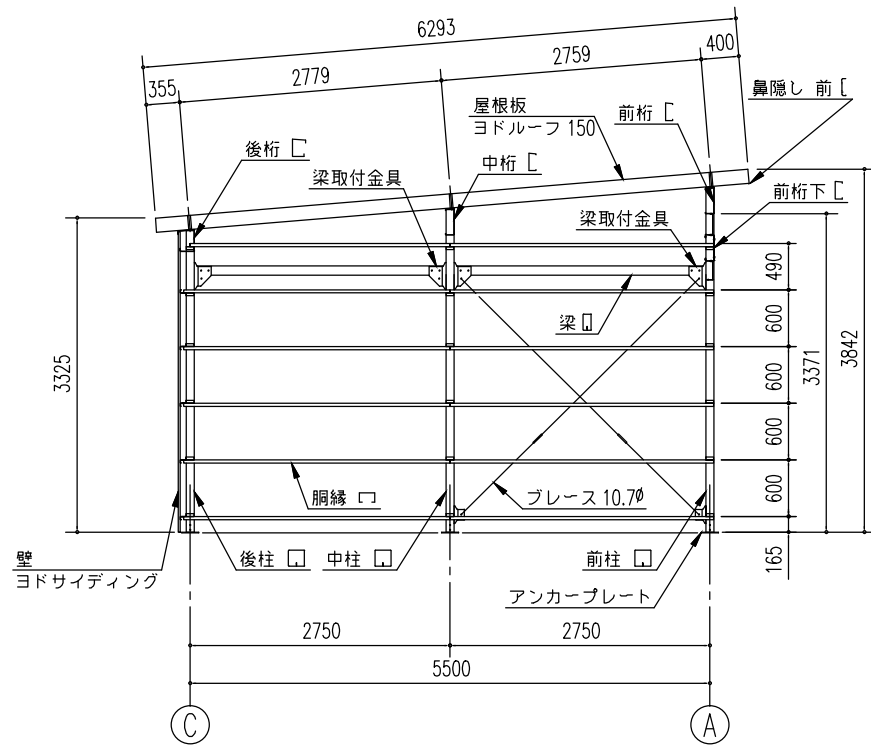 6293
400
2759
2779
355
鼻隠し 前
屋根板
ヨドルーフ 150
前桁
後桁
中桁
梁取付金具
梁取付金具
前桁下
490
梁
600
3325
600
3371
3842
600
600
胴縁
ブレース 10.7φ
壁
ヨドサイディング
後柱
中柱
前柱
165
アンカープレート
2750
2750
5500
C
A